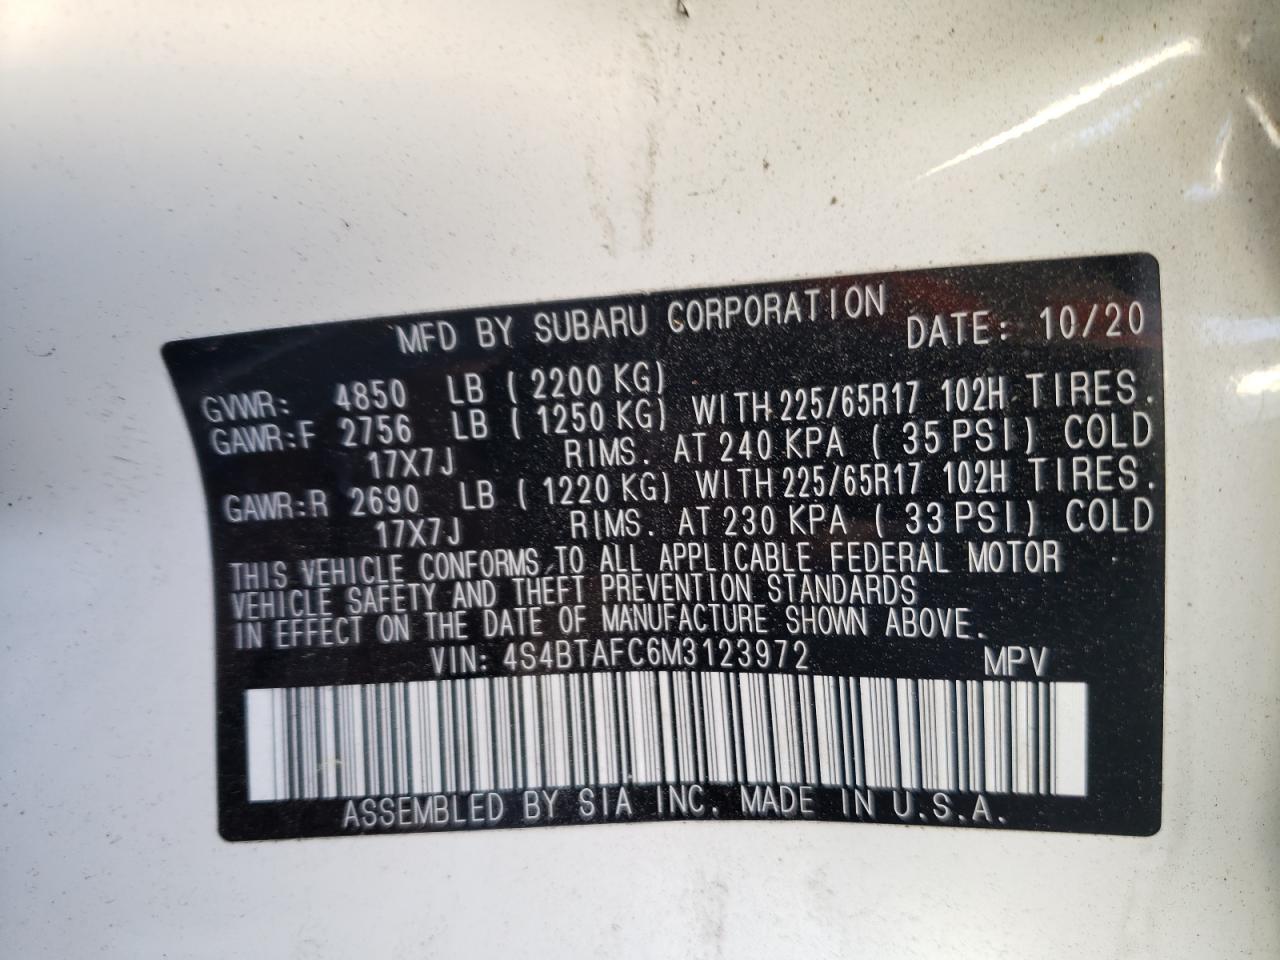 MFD BY SUBARU CORPORATION DATE: 10/20
GVWR: 4850 LB ( 2200 KG)
GAWR:F 2756 LB ( 1250 KG) WITH 225/65R17 102H TIRES.
17X7J RIMS. AT 240 KPA ( 35 PSI) COLD
GAWR:R 2690 LB ( 1220 KG) WITH 225/65R17 102H TIRES.
17X7J RIMS. AT 230 KPA ( 33 PSI) COLD
THIS VEHICLE CONFORMS TO ALL APPLICABLE FEDERAL MOTOR
VEHICLE SAFETY AND THEFT PREVENTION STANDARDS
IN EFFECT ON THE DATE OF MANUFACTURE SHOWN ABOVE.
VIN: 4S4BTAFC6M3123972 MPV
ASSEMBLED BY SIA INC. MADE IN U.S.A.